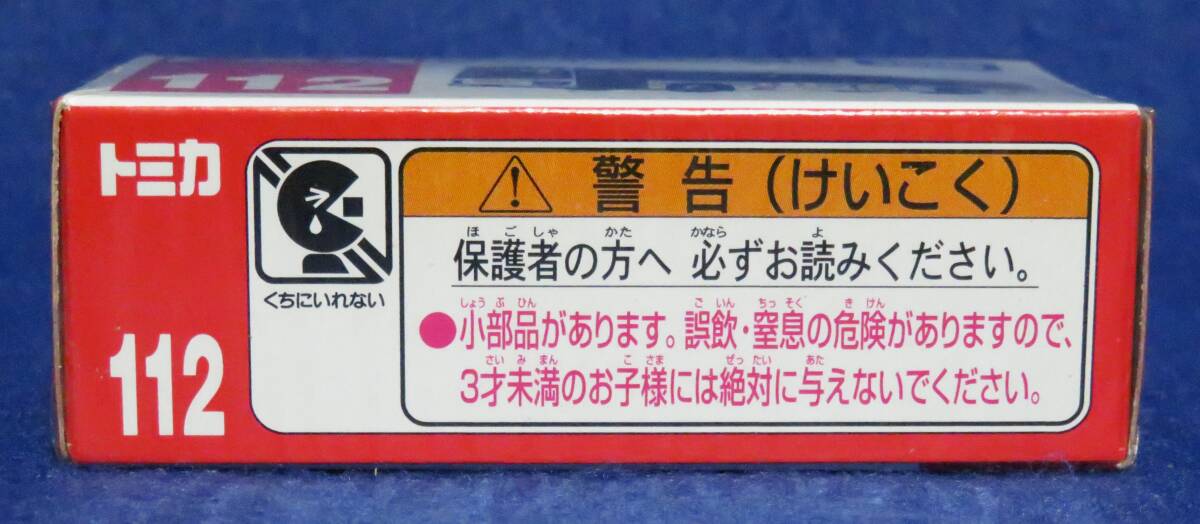 112
トミカ
112
くちにいれない
警告(けいこく)
ほごしゃ かた かなら よ
保護者の方へ 必ずお読みください。
しょうぶひん ごいん ちっそく きけん
●小部品があります。誤飲・窒息の危険がありますので、
さいみまん こさま ぜったい あた
3才未満のお子様には絶対に与えないでください。